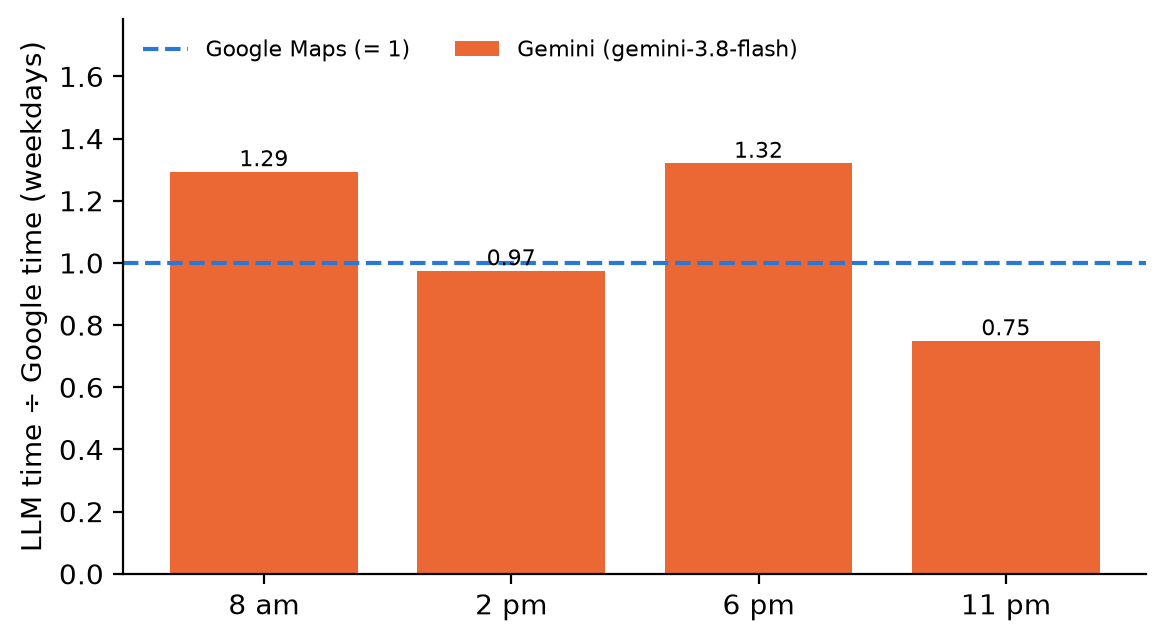 LLM time ÷ Google time (weekdays)
Google Maps (= 1)
Gemini (gemini-3.8-flash)
1.6
1.4
1.2
1.0
0.8
0.6
0.4
0.2
0.0
1.29
0.97
1.32
0.75
8 am
2 pm
6 pm
11 pm